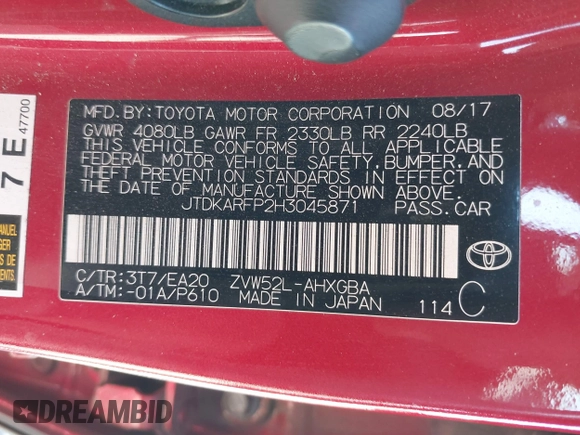 MFD. BY: TOYOTA MOTOR CORPORATION 08/17
GVWR 4080LB GAWR FR 2330LB RR 2240LB
THIS VEHICLE CONFORMS TO ALL APPLICABLE
FEDERAL MOTOR VEHICLE SAFETY, BUMPER, AND
THEFT PREVENTION STANDARDS IN EFFECT ON
THE DATE OF MANUFACTURE SHOWN ABOVE.
JTDKARFP2H3045871 PASS. CAR
C/TR: 3T7/EA20 ZVW52L-AHXGBA
A/TM: -01A/P610 MADE IN JAPAN
114 C
TOYOTA
7 E
47700
DREAMBID